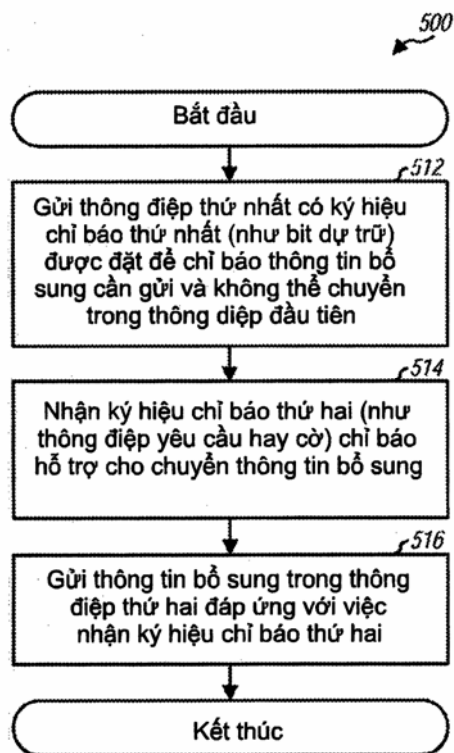 500
Bắt đầu
512
Gửi thông điệp thứ nhất có ký hiệu
chỉ báo thứ nhất (như bit dự trữ)
được đặt để chỉ báo thông tin bổ
sung cần gửi và không thể chuyển
trong thông diệp đầu tiên
514
Nhận ký hiệu chỉ báo thứ hai (như
thông điệp yêu cầu hay cờ) chỉ báo
hỗ trợ cho chuyển thông tin bổ sung
516
Gửi thông tin bổ sung trong thông
điệp thứ hai đáp ứng với việc
nhận ký hiệu chỉ báo thứ hai
Kết thúc